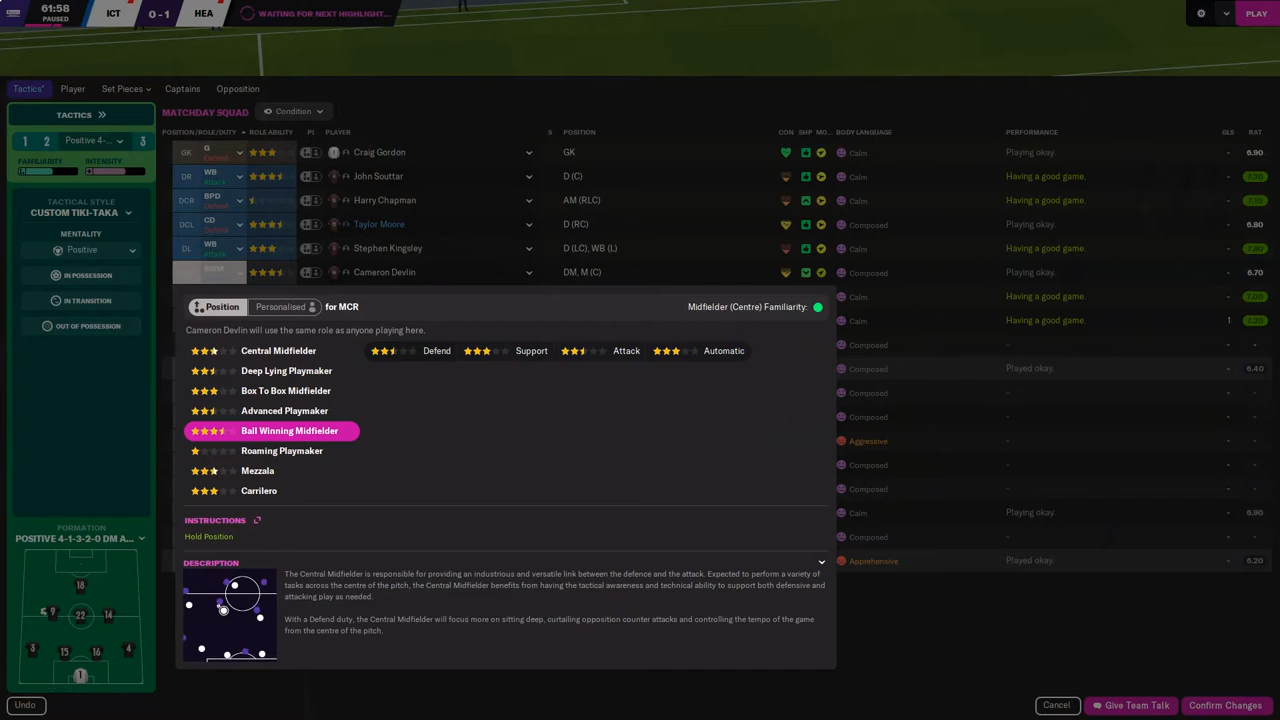 61:58
PAUSED
ICT 0 - 1 HEA
WAITING FOR NEXT HIGHLIGHT...
PLAY
Tactics* Player Set Pieces Captains Opposition
TACTICS
MATCHDAY SQUAD Condition
POSITION/ROLE/DUTY ROLE ABILITY PI PLAYER S POSITION CON SHP MO... BODY LANGUAGE PERFORMANCE GLS RAT
1 2 Positive 4-... 3
FAMILIARITY INTENSITY
GK G Defend Craig Gordon GK Calm Playing okay. - 6.90
DR WB Attack John Souttar D (C) Calm Having a good game. -
DCR BPD Defend Harry Chapman AM (RLC) Calm Having a good game. - 7.10
DCL CD Defend Taylor Moore D (RC) Composed Playing okay. - 6.80
DL WB Attack Stephen Kingsley D (LC), WB (L) Calm Having a good game. - 7.00
BWM Cameron Devlin DM, M (C) Composed Playing okay. - 6.70
TACTICAL STYLE
CUSTOM TIKI-TAKA
MENTALITY
Positive
IN POSSESSION
IN TRANSITION
OUT OF POSSESSION
Calm Having a good game. - 7.00
Calm Having a good game. 1 7.20
Composed -
Composed Played okay. - 6.40
Composed -
Composed -
Aggressive -
Composed -
Composed -
Calm Playing okay. - 6.90
Composed -
Apprehensive Played okay. - 6.20
Position Personalised for MCR Midfielder (Centre) Familiarity:
Cameron Devlin will use the same role as anyone playing here.
Central Midfielder Defend Support Attack Automatic
Deep Lying Playmaker
Box To Box Midfielder
Advanced Playmaker
Ball Winning Midfielder
Roaming Playmaker
Mezzala
Carrilero
INSTRUCTIONS
Hold Position
DESCRIPTION
The Central Midfielder is responsible for providing an industrious and versatile link between the defence and the attack. Expected to perform a variety of
tasks across the centre of the pitch, the Central Midfielder benefits from having the tactical awareness and technical ability to support both defensive and
attacking play as needed.
With a Defend duty, the Central Midfielder will focus more on sitting deep, curtailing opposition counter attacks and controlling the tempo of the game
from the centre of the pitch.
FORMATION
POSITIVE 4-1-3-2-0 DM A...
18
9 22 14
3 15 16 4
1
Undo Cancel Give Team Talk Confirm Changes